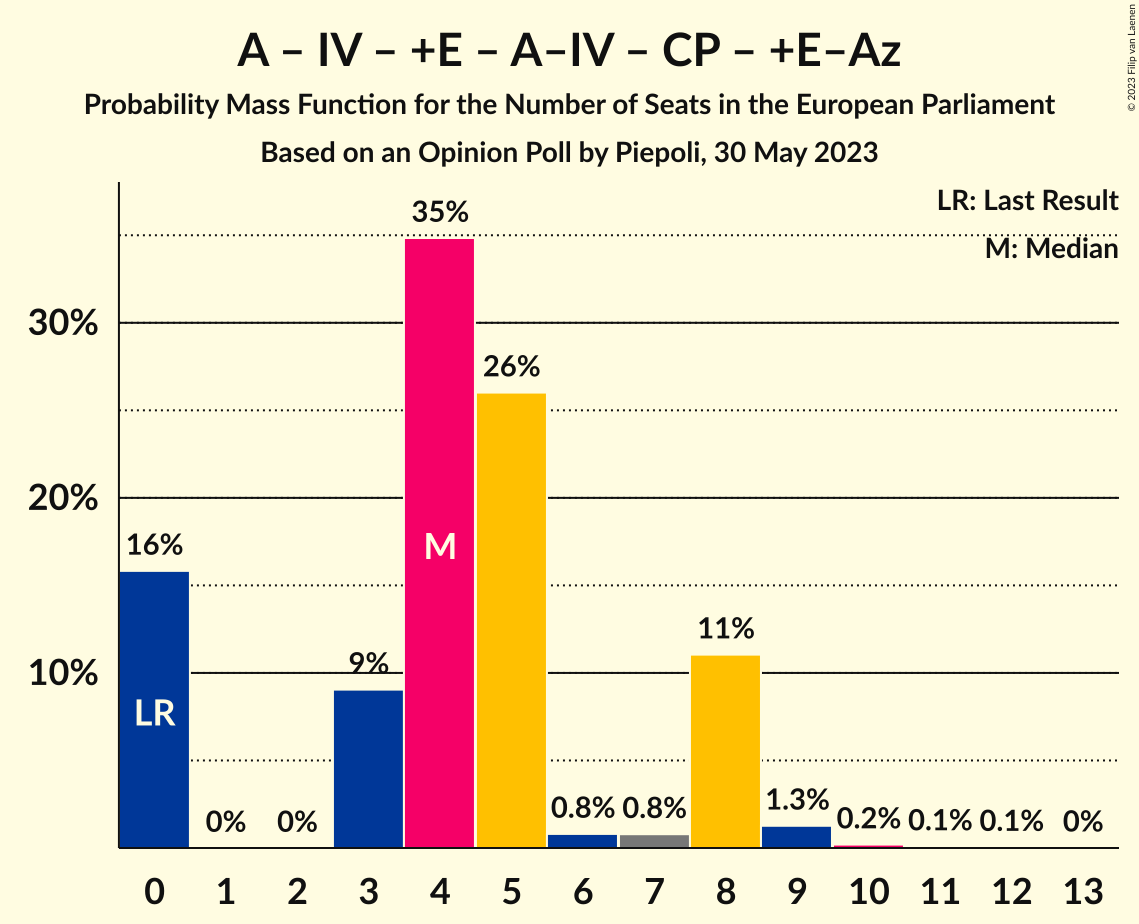 A – IV – +E – A–IV – CP – +E–Az
Probability Mass Function for the Number of Seats in the European Parliament
Based on an Opinion Poll by Piepoli, 30 May 2023
© 2023 Filip van Laenen
LR: Last Result
M: Median
35%
30%
26%
20%
16%
M
11%
10%
9%
LR
0%
0%
0.8%
0.8%
1.3%
0.2%
0.1%
0.1%
0%
0 1 2 3 4 5 6 7 8 9 10 11 12 13